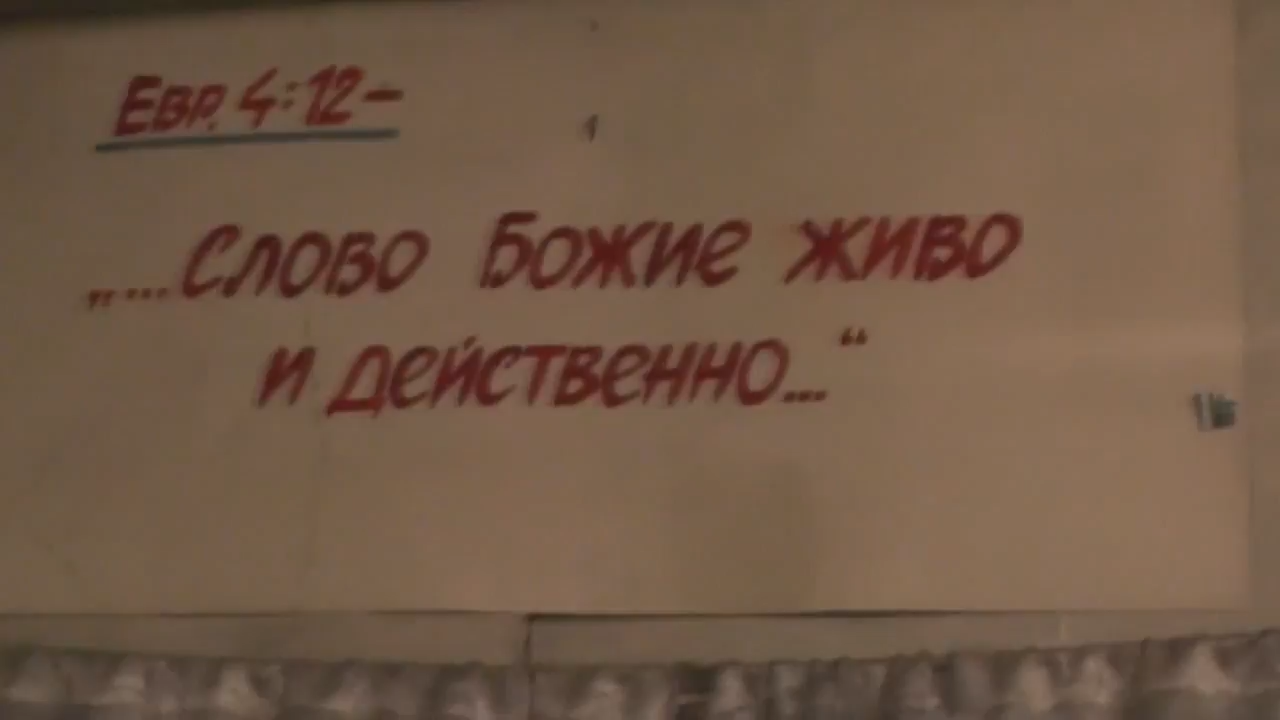 Евр. 4:12-
„....Слово Божие живо
и действенно...“